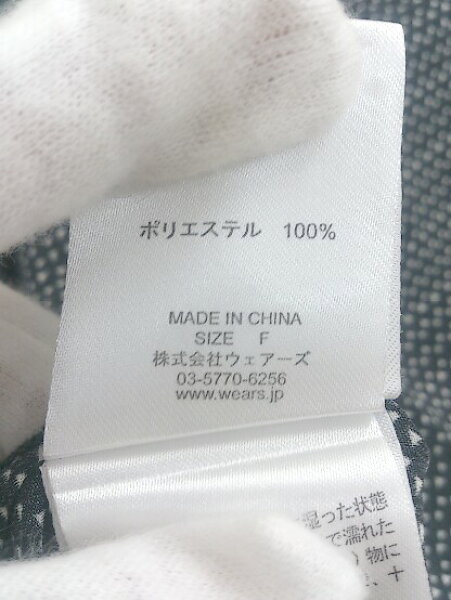 ポリエステル 100%
MADE IN CHINA
SIZE F
株式会社ウェアーズ
03-5770-6256
www.wears.jp
湿った状態
で濡れた
物に
、十